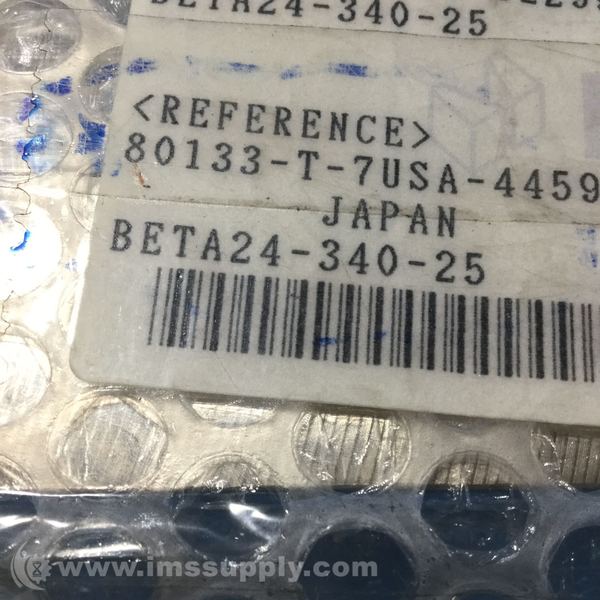 BETA24-340-25
<REFERENCE>
80133-T-7USA-4459
JAPAN
BETA24-340-25
www.imssupply.com